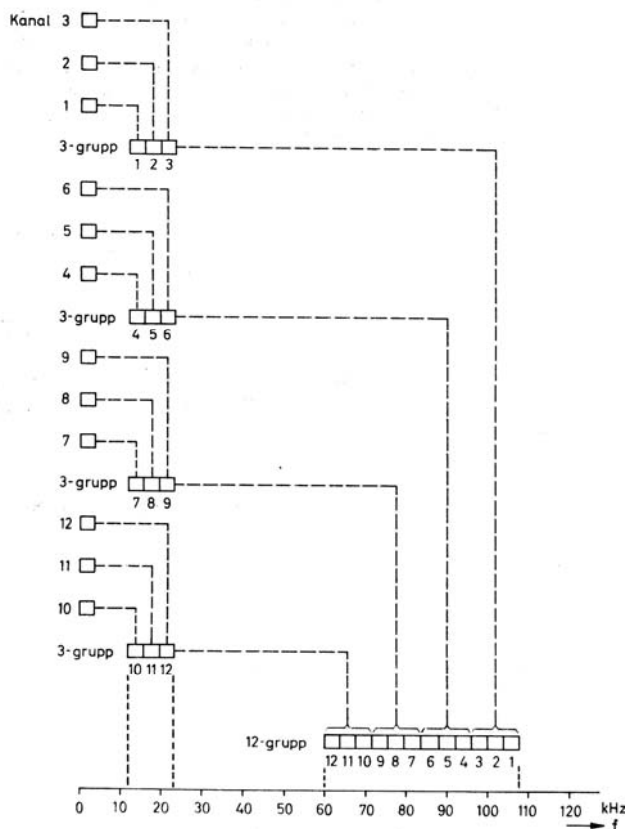 Kanal 3
2
1
3-grupp
1 2 3
6
5
4
3-grupp
4 5 6
9
8
7
3-grupp
7 8 9
12
11
10
3-grupp
10 11 12
12-grupp
12 11 10 9 8 7 6 5 4 3 2 1
0 10 20 30 40 50 60 70 80 90 100 110 120 kHz
f